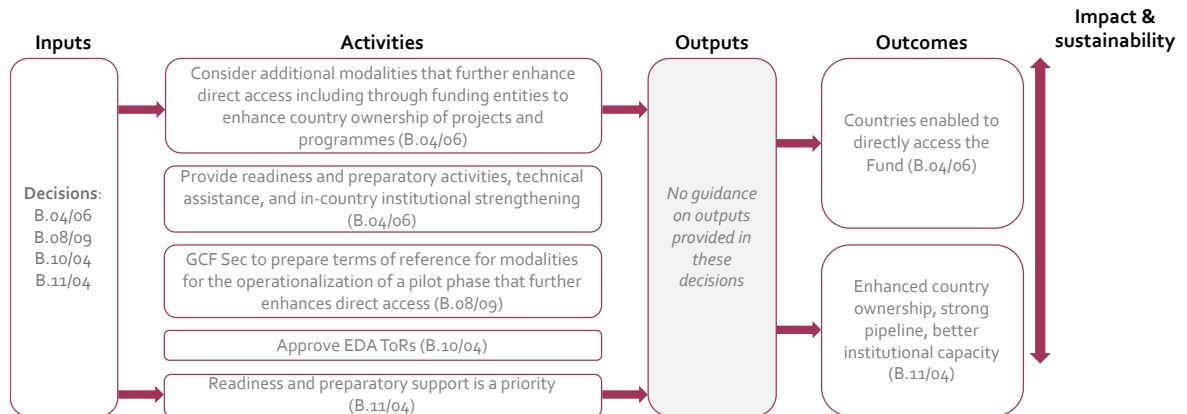 Impact &
sustainability
Inputs
Activities
Outputs
Outcomes
Decisions:
B.04/06
B.08/09
B.10/04
B.11/04
Consider additional modalities that further enhance
direct access including through funding entities to
enhance country ownership of projects and
programmes (B.04/06)
Provide readiness and preparatory activities, technical
assistance, and in-country institutional strengthening
(B.04/06)
GCF Sec to prepare terms of reference for modalities
for the operationalization of a pilot phase that further
enhances direct access (B.08/09)
Approve EDA ToRs (B.10/04)
Readiness and preparatory support is a priority
(B.11/04)
No guidance
on outputs
provided in
these
decisions
Countries enabled to
directly access the
Fund (B.04/06)
Enhanced country
ownership, strong
pipeline, better
institutional capacity
(B.11/04)